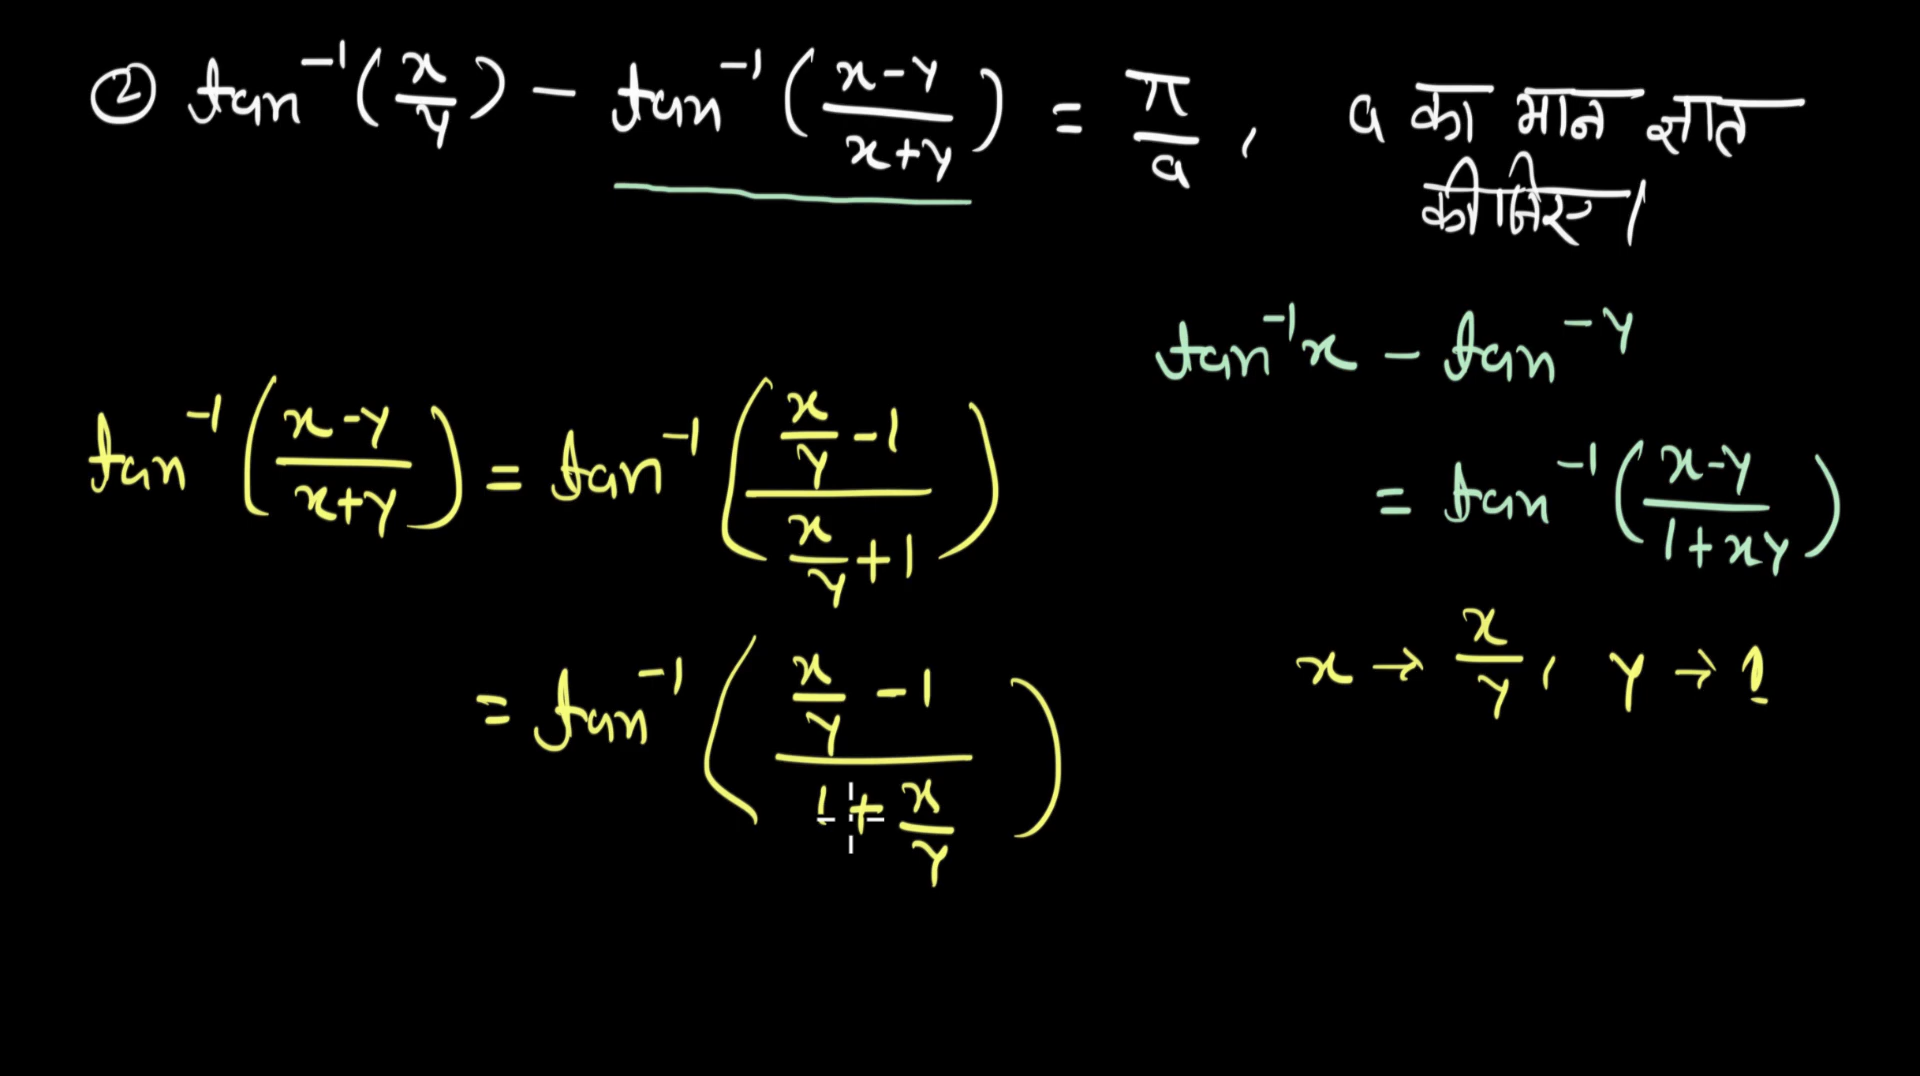 ② tan⁻¹(x/y) − tan⁻¹((x−y)/(x+y)) = π/a, a का मान ज्ञात
कीजिए।
tan⁻¹x − tan⁻ʸ
tan⁻¹((x−y)/(x+y)) = tan⁻¹((x/y −1)/(x/y +1))
= tan⁻¹((x−y)/(1+xy))
x → x/y, y → 1
= tan⁻¹((x/y −1)/(1+ x/y))